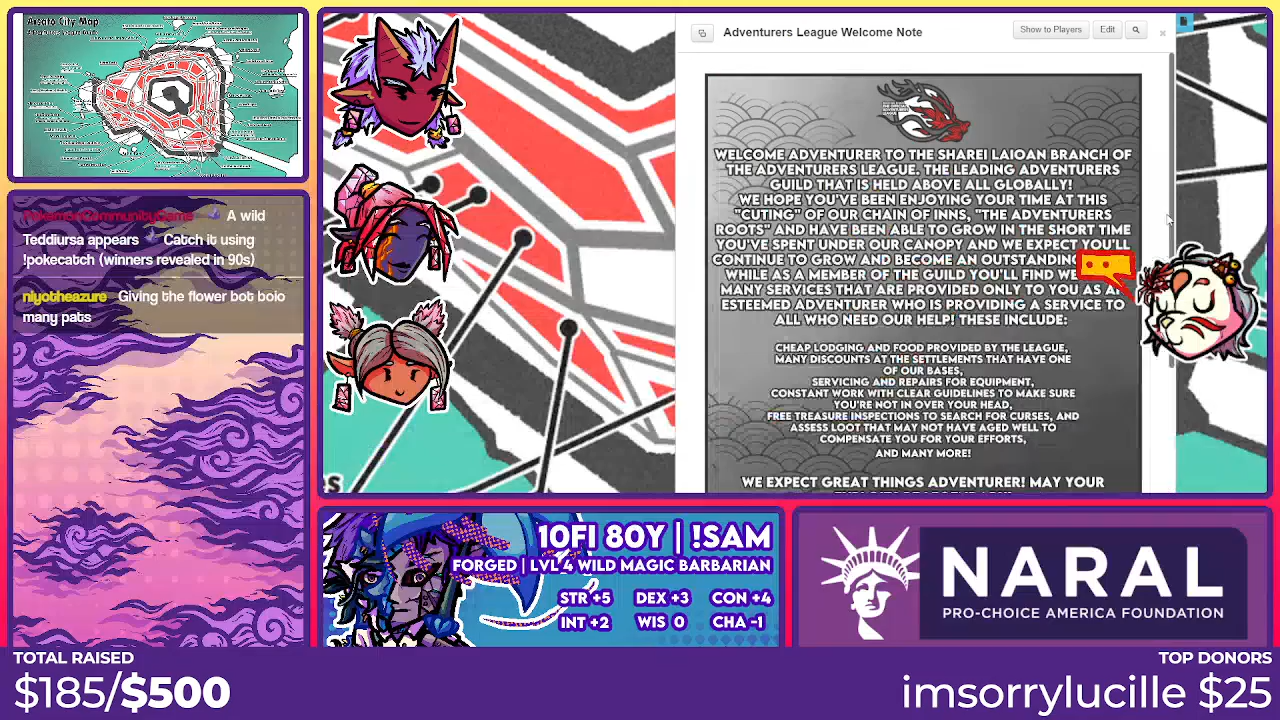 Adventurers League Welcome Note
Show to Players
Edit
PokemonCommunityGame A wild
Teddiursa appears Catch it using
!pokecatch (winners revealed in 90s)
niyotheazure Giving the flower bot boio
many pats
WELCOME ADVENTURER TO THE SHAREI LAIOAN BRANCH OF
THE ADVENTURERS LEAGUE. THE LEADING ADVENTURERS
GUILD THAT IS HELD ABOVE ALL GLOBALLY!
WE HOPE YOU'VE BEEN ENJOYING YOUR TIME AT THIS
"CUTING" OF OUR CHAIN OF INNS, "THE ADVENTURERS
ROOTS" AND HAVE BEEN ABLE TO GROW IN THE SHORT TIME
YOU'VE SPENT UNDER OUR CANOPY AND WE EXPECT YOU'LL
CONTINUE TO GROW AND BECOME AN OUTSTANDING
WHILE AS A MEMBER OF THE GUILD YOU'LL FIND WE
MANY SERVICES THAT ARE PROVIDED ONLY TO YOU AS AN
ESTEEMED ADVENTURER WHO IS PROVIDING A SERVICE TO
ALL WHO NEED OUR HELP! THESE INCLUDE:
CHEAP LODGING AND FOOD PROVIDED BY THE LEAGUE,
MANY DISCOUNTS AT THE SETTLEMENTS THAT HAVE ONE
OF OUR BASES,
SERVICING AND REPAIRS FOR EQUIPMENT,
CONSTANT WORK WITH CLEAR GUIDELINES TO MAKE SURE
YOU'RE NOT IN OVER YOUR HEAD,
FREE TREASURE INSPECTIONS TO SEARCH FOR CURSES, AND
ASSESS LOOT THAT MAY NOT HAVE AGED WELL TO
COMPENSATE YOU FOR YOUR EFFORTS,
AND MANY MORE!
WE EXPECT GREAT THINGS ADVENTURER! MAY YOUR
10FI 80Y | !SAM
FORGED | LVL 4 WILD MAGIC BARBARIAN
STR +5 DEX +3 CON +4
INT +2 WIS 0 CHA -1
NARAL
PRO-CHOICE AMERICA FOUNDATION
TOTAL RAISED
$185/$500
TOP DONORS
imsorrylucille $25